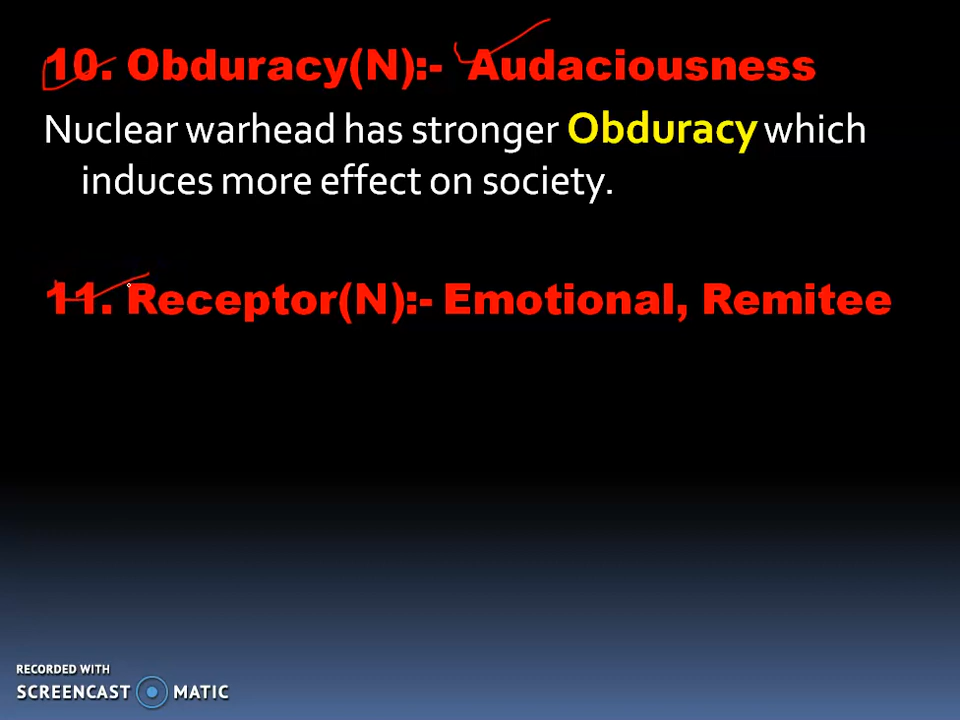 10. Obduracy(N):- Audaciousness
Nuclear warhead has stronger Obduracy which
induces more effect on society.
11. Receptor(N):- Emotional, Remitee
RECORDED WITH
SCREENCAST MATIC